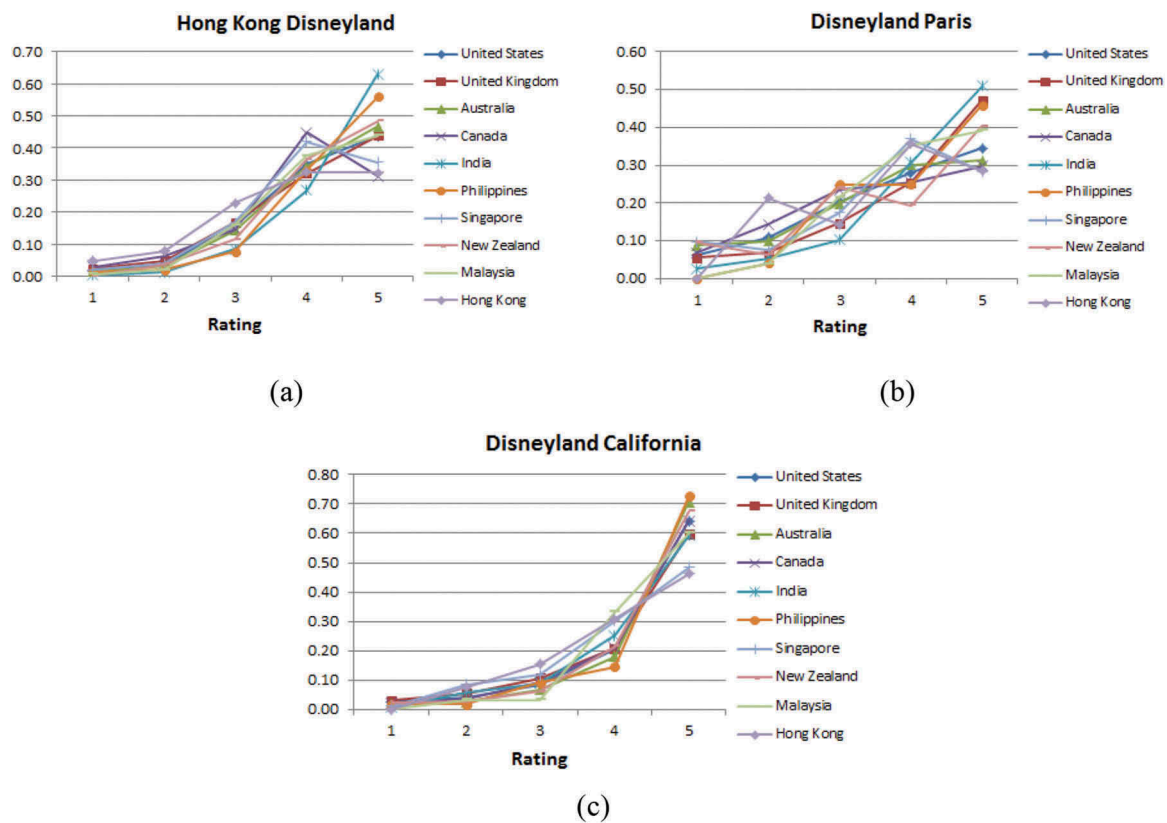 Hong Kong Disneyland
0.70
0.60
0.50
0.40
0.30
0.20
0.10
0.00
1 2 3 4 5
Rating
United States
United Kingdom
Australia
Canada
India
Philippines
Singapore
New Zealand
Malaysia
Hong Kong
(a)
Disneyland Paris
0.60
0.50
0.40
0.30
0.20
0.10
0.00
1 2 3 4 5
Rating
United States
United Kingdom
Australia
Canada
India
Philippines
Singapore
New Zealand
Malaysia
Hong Kong
(b)
Disneyland California
0.80
0.70
0.60
0.50
0.40
0.30
0.20
0.10
0.00
1 2 3 4 5
Rating
United States
United Kingdom
Australia
Canada
India
Philippines
Singapore
New Zealand
Malaysia
Hong Kong
(c)